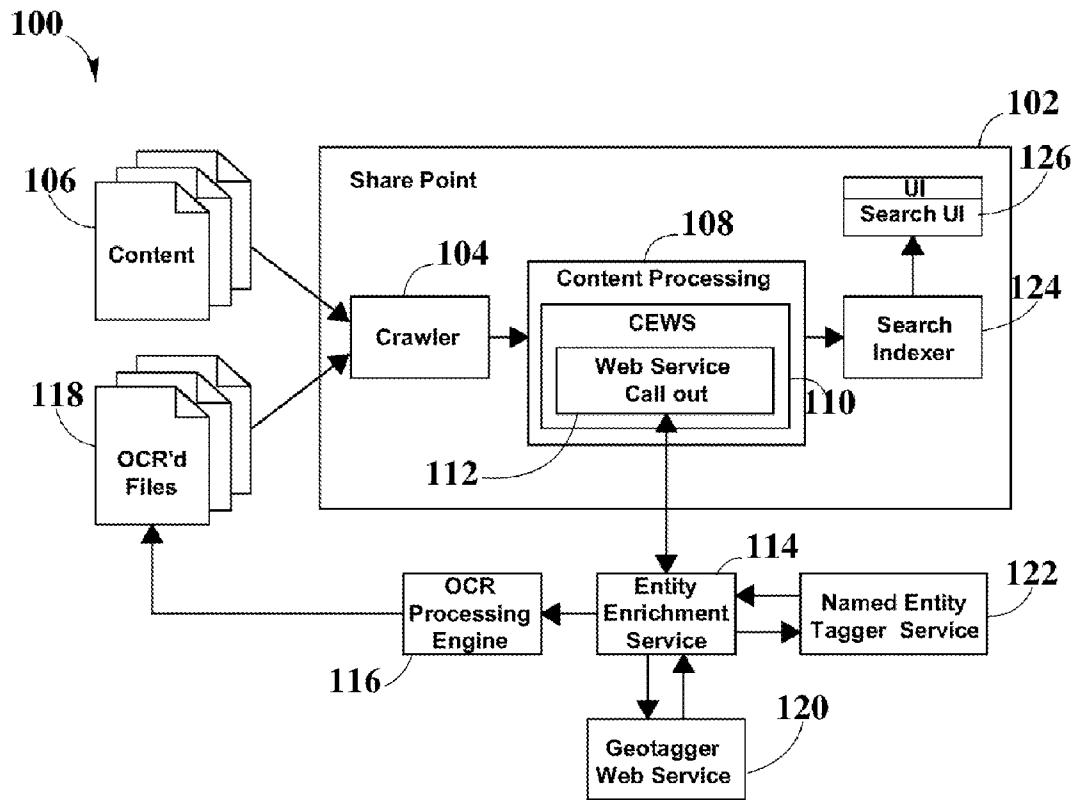 100
102
126
106
Share Point
UI
Search UI
108
104
Content Processing
Content
124
CEWS
Crawler
Search
Indexer
Web Service
Call out
118
110
OCR'd
Files
112
114
OCR
Processing
Engine
Entity
Enrichment
Service
122
Named Entity
Tagger Service
116
120
Geotagger
Web Service